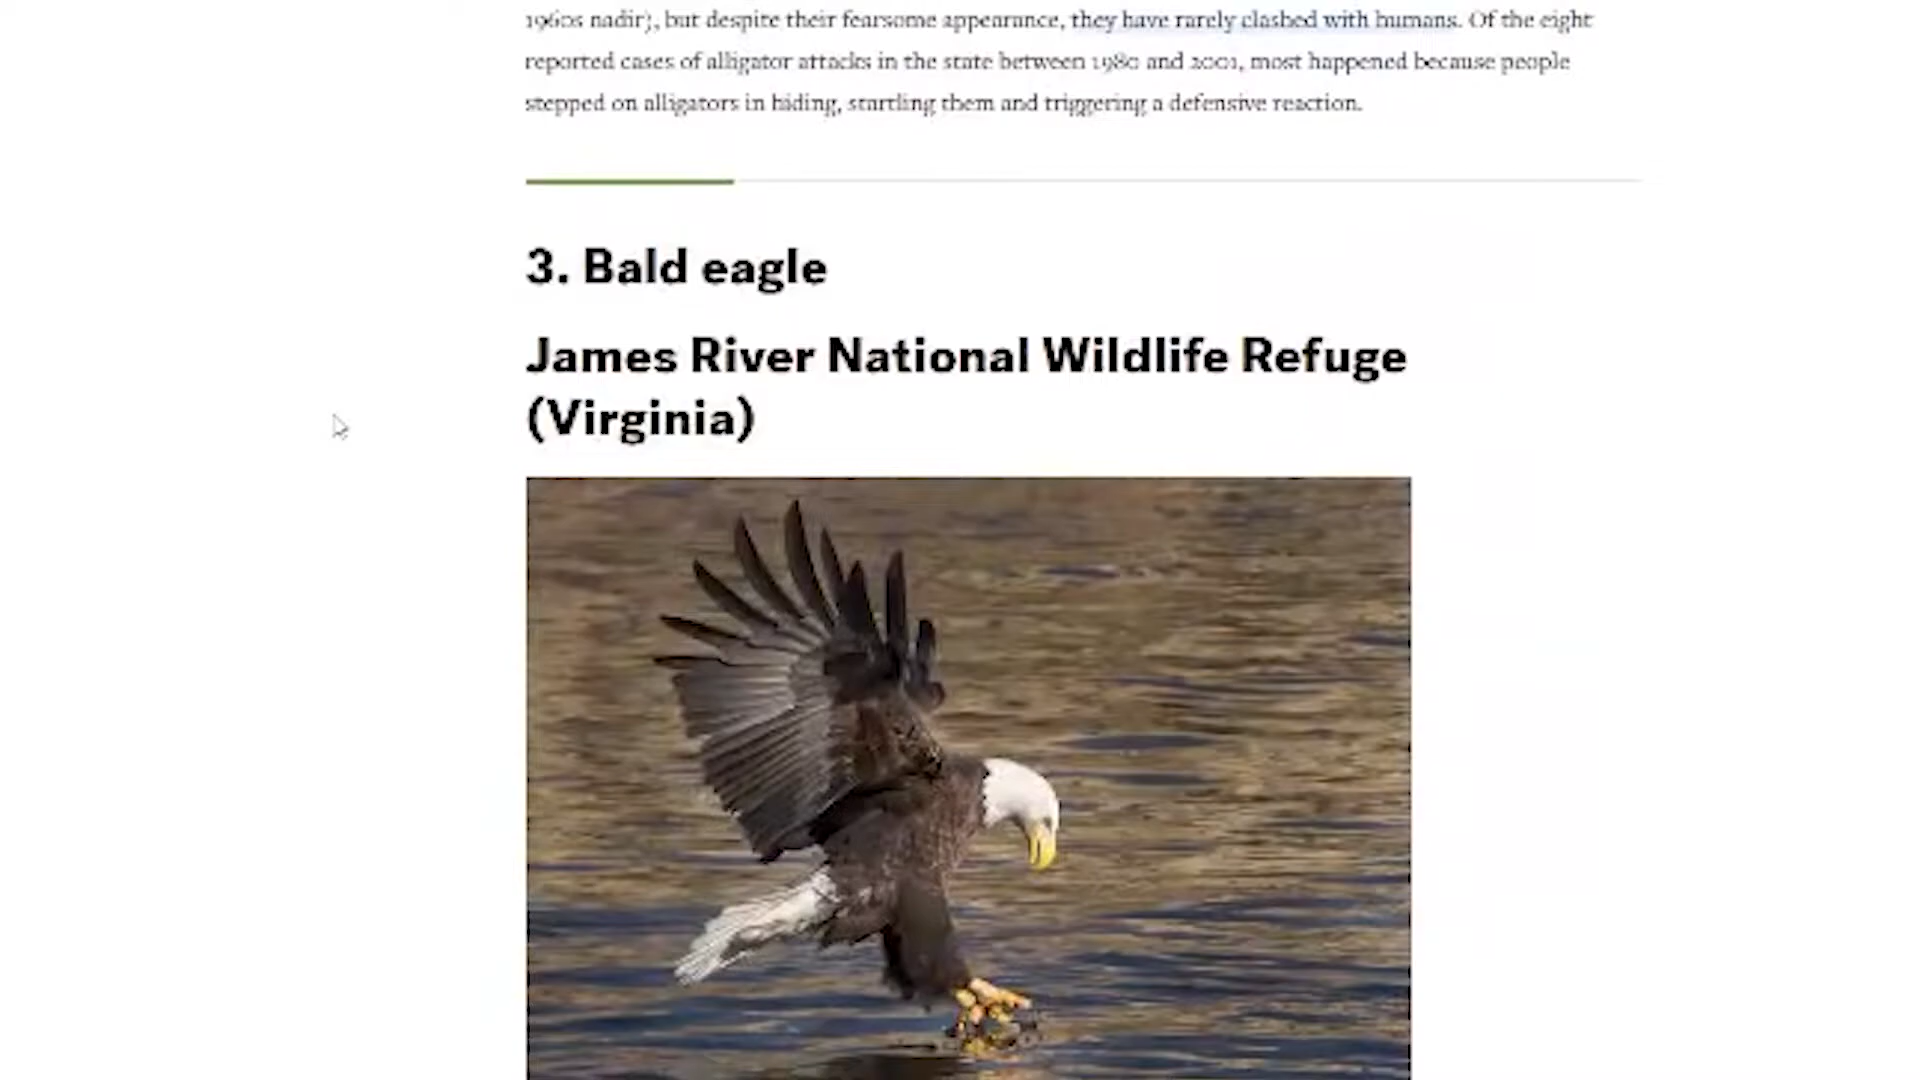 1960s nadir), but despite their fearsome appearance, they have rarely clashed with humans. Of the eight
reported cases of alligator attacks in the state between 1980 and 2001, most happened because people
stepped on alligators in hiding, startling them and triggering a defensive reaction.
3. Bald eagle
James River National Wildlife Refuge
(Virginia)